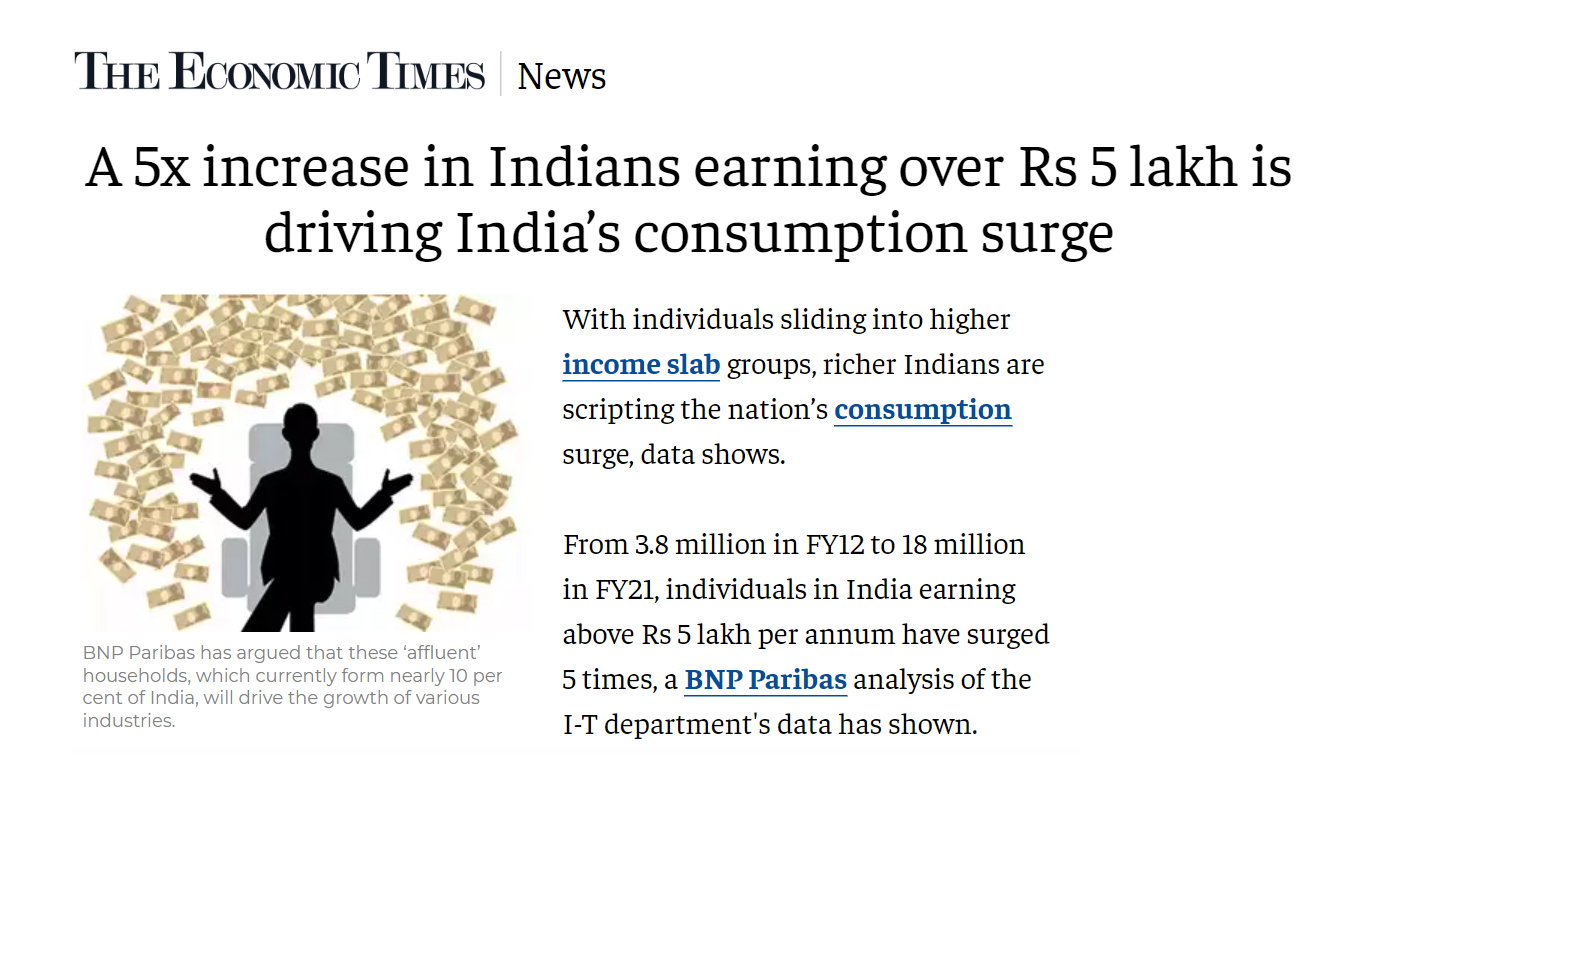 THE ECONOMIC TIMES | News
A 5x increase in Indians earning over Rs 5 lakh is
driving India’s consumption surge
With individuals sliding into higher
income slab groups, richer Indians are
scripting the nation’s consumption
surge, data shows.
From 3.8 million in FY12 to 18 million
in FY21, individuals in India earning
above Rs 5 lakh per annum have surged
5 times, a BNP Paribas analysis of the
I-T department's data has shown.
BNP Paribas has argued that these ‘affluent’
households, which currently form nearly 10 per
cent of India, will drive the growth of various
industries.